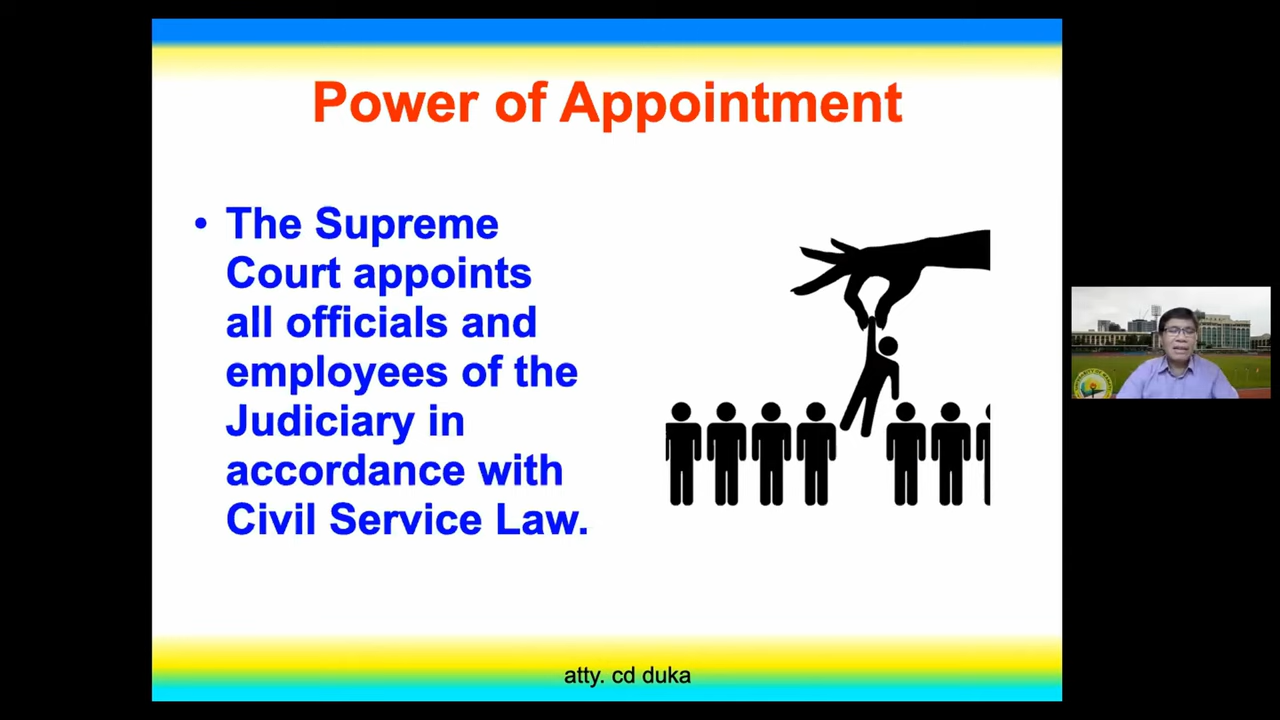 Power of Appointment
• The Supreme
Court appoints
all officials and
employees of the
Judiciary in
accordance with
Civil Service Law.
atty. cd duka